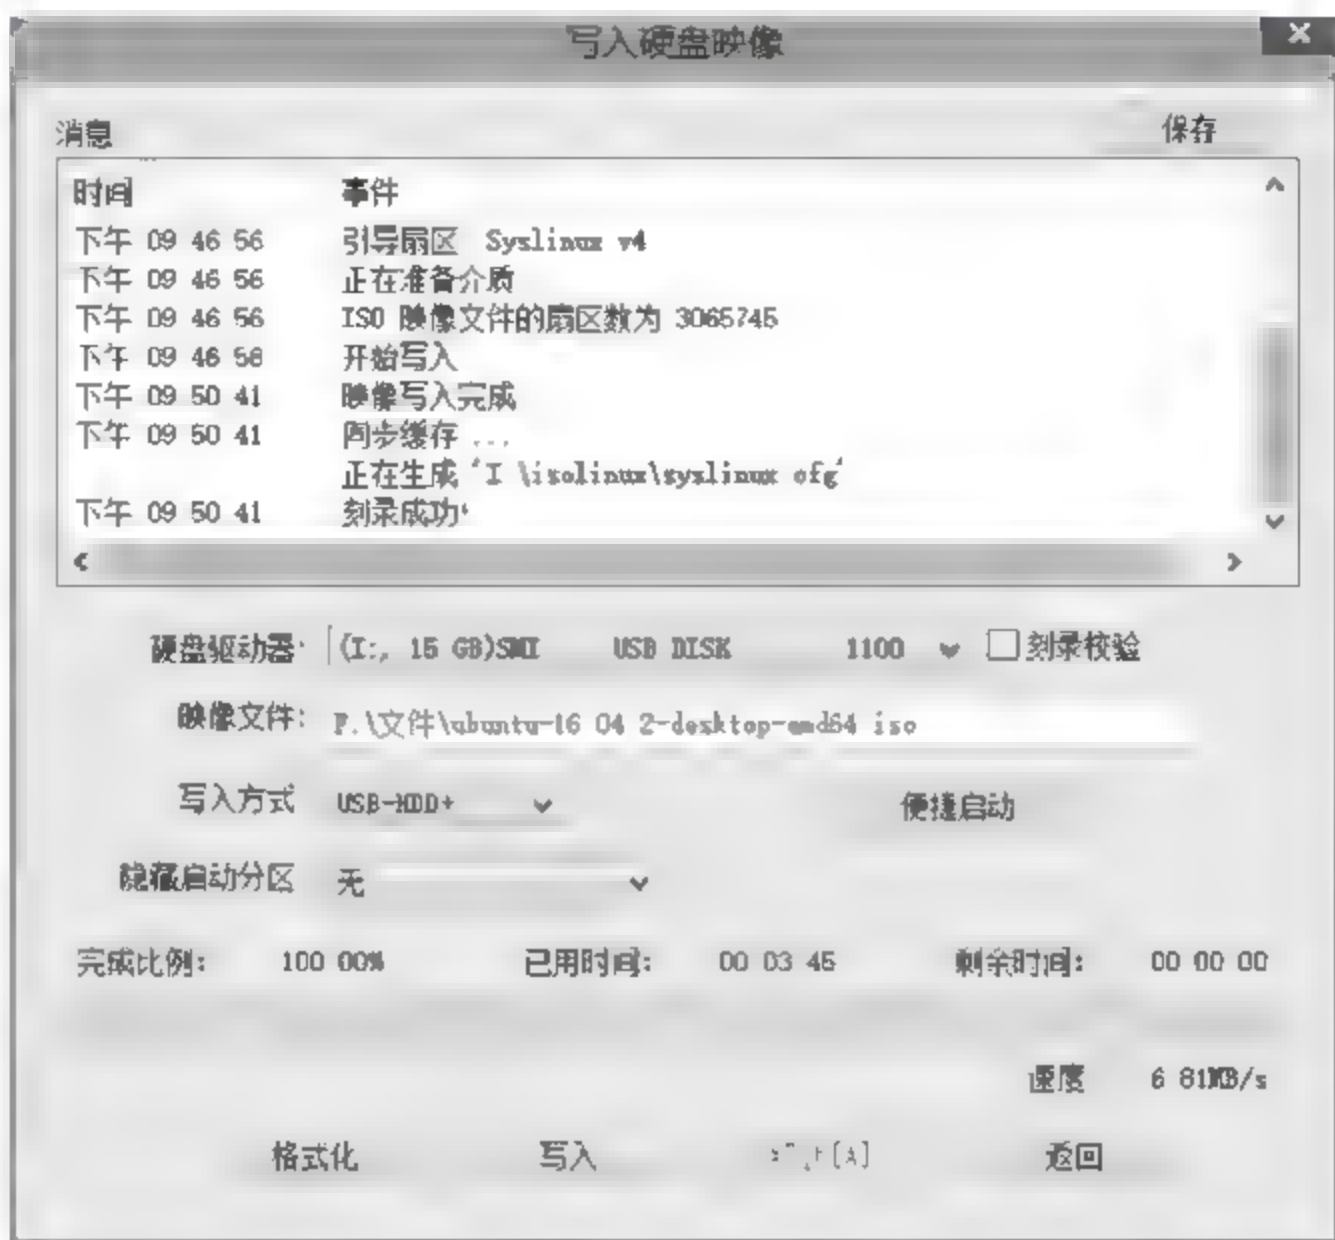 写入硬盘映像
消息 保存
时间 事件
下午 09 46 56 引导扇区 Syslinux v4
下午 09 46 56 正在准备介质
下午 09 46 56 ISO 映像文件的扇区数为 3065745
下午 09 46 56 开始写入
下午 09 50 41 映像写入完成
下午 09 50 41 同步缓存 ...
正在生成 'I \isolinux\syslinux cfg'
下午 09 50 41 刻录成功!
硬盘驱动器: (I:, 15 GB)SMI USB DISK 1100 刻录校验
映像文件: F.\文件\ubuntu-16 04 2-desktop-amd64 iso
写入方式 USB-HDD+ 便捷启动
隐藏启动分区 无
完成比例: 100 00% 已用时间: 00 03 45 剩余时间: 00 00 00
速度 6 81MB/s
格式化 写入 [A] 返回